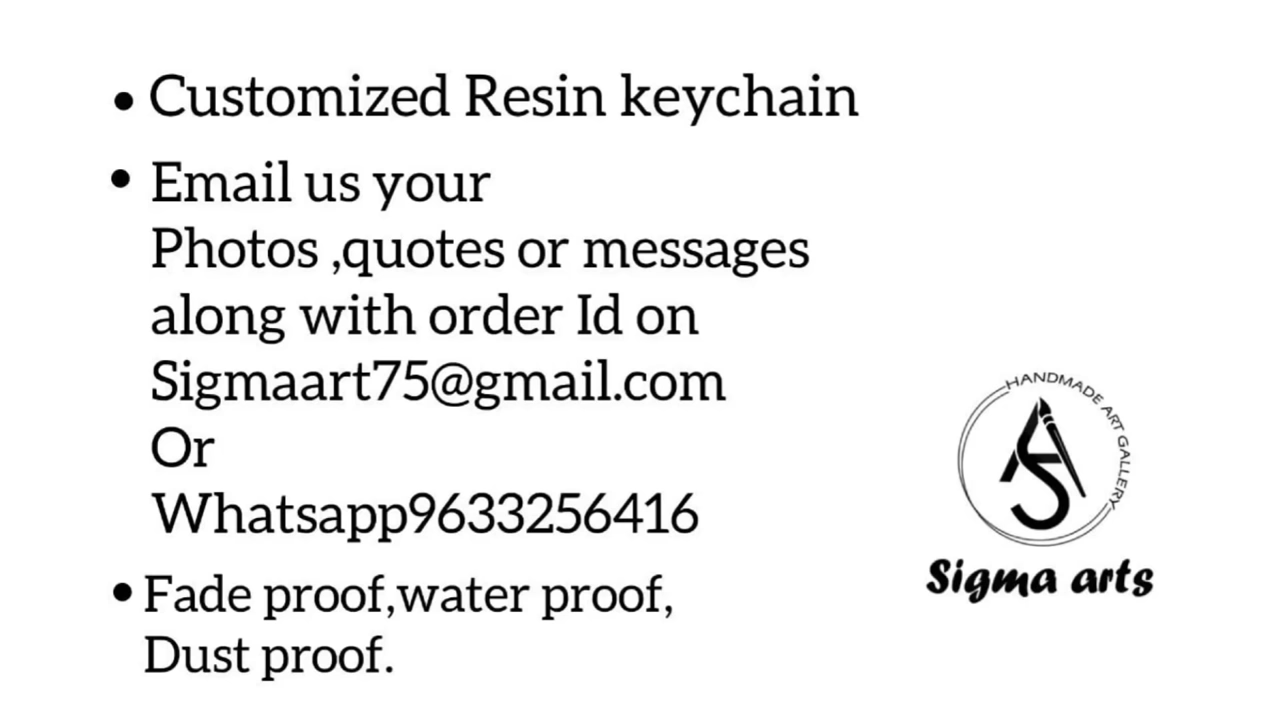 • Customized Resin keychain
• Email us your
Photos ,quotes or messages
along with order Id on
Sigmaart75@gmail.com
Or
Whatsapp9633256416
• Fade proof,water proof,
Dust proof.
HANDMADE ART GALLERY
AS
Sigma arts